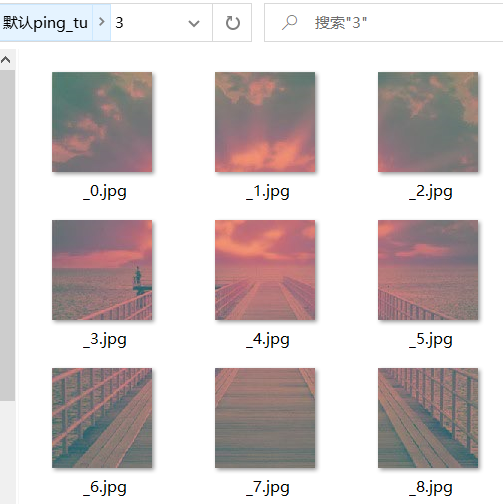 默认ping_tu > 3
搜索"3"
_0.jpg
_1.jpg
_2.jpg
_3.jpg
_4.jpg
_5.jpg
_6.jpg
_7.jpg
_8.jpg